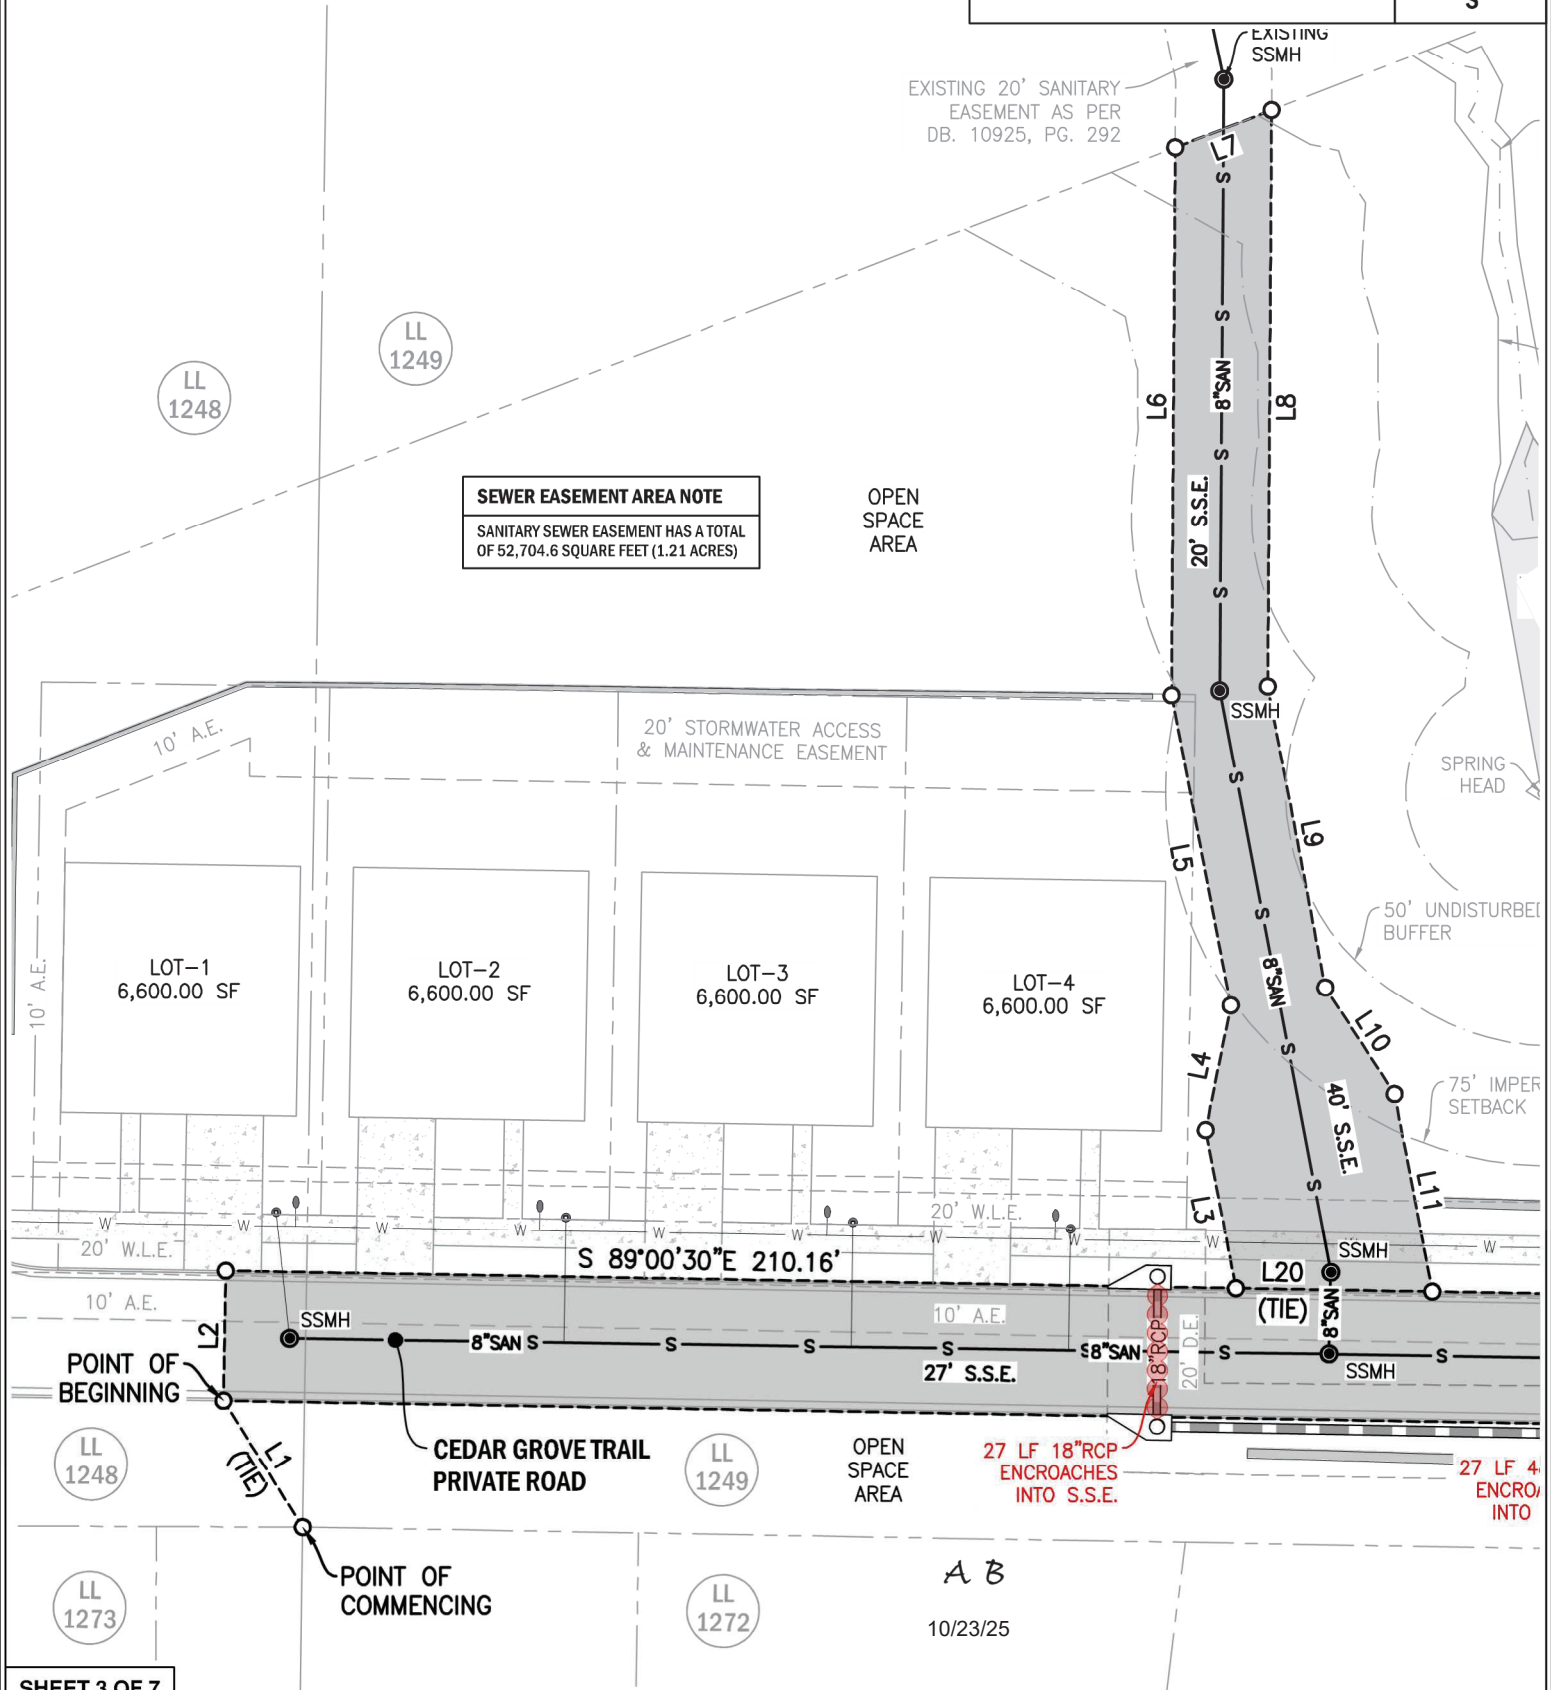 S
EXISTING
SSMH
EXISTING 20' SANITARY
EASEMENT AS PER
DB. 10925, PG. 292
L7
S
S
LL
1249
LL
1248
L6
8"SAN
L8
S
SEWER EASEMENT AREA NOTE
SANITARY SEWER EASEMENT HAS A TOTAL
OF 52,704.6 SQUARE FEET (1.21 ACRES)
OPEN
SPACE
AREA
20' S.S.E.
S
SSMH
10' A.E.
20' STORMWATER ACCESS
& MAINTENANCE EASEMENT
S
SPRING
HEAD
L5
L9
S
50' UNDISTURBED
BUFFER
10' A.E.
LOT-1
6,600.00 SF
LOT-2
6,600.00 SF
LOT-3
6,600.00 SF
LOT-4
6,600.00 SF
8"SAN
L10
S
L4
40' S.S.E.
75' IMPER
SETBACK
S
L3
L11
20' W.L.E.
W
W
W
W
W
W
W
W
W
W
20' W.L.E.
S 89°00'30"E 210.16'
SSMH
L20
(TIE)
8"SAN
10' A.E.
L2
SSMH
10' A.E.
8"SAN
S
S
S
S
S
8"SAN
18"RCP
20' D.E.
S
S
27' S.S.E.
SSMH
POINT OF
BEGINNING
L1
(TIE)
CEDAR GROVE TRAIL
PRIVATE ROAD
LL
1248
LL
1249
OPEN
SPACE
AREA
27 LF 18"RCP
ENCROACHES
INTO S.S.E.
27 LF 4
ENCROA
INTO
POINT OF
COMMENCING
LL
1273
LL
1272
A B
10/23/25
SHEET 3 OF 7